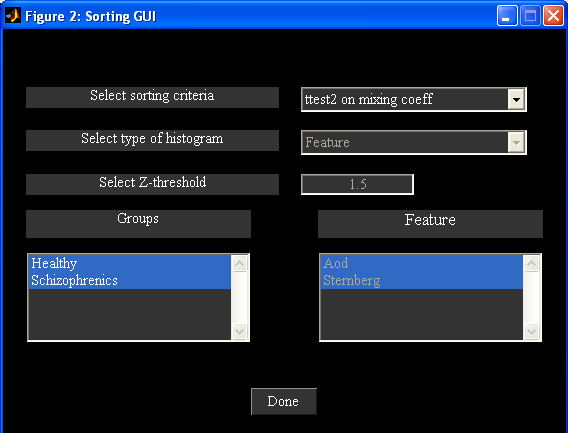 Figure 2: Sorting GUI
Select sorting criteria
ttest2 on mixing coeff
Select type of histogram
Feature
Select Z-threshold
1.5
Groups
Feature
Healthy
Schizophrenics
Aod
Sternberg
Done